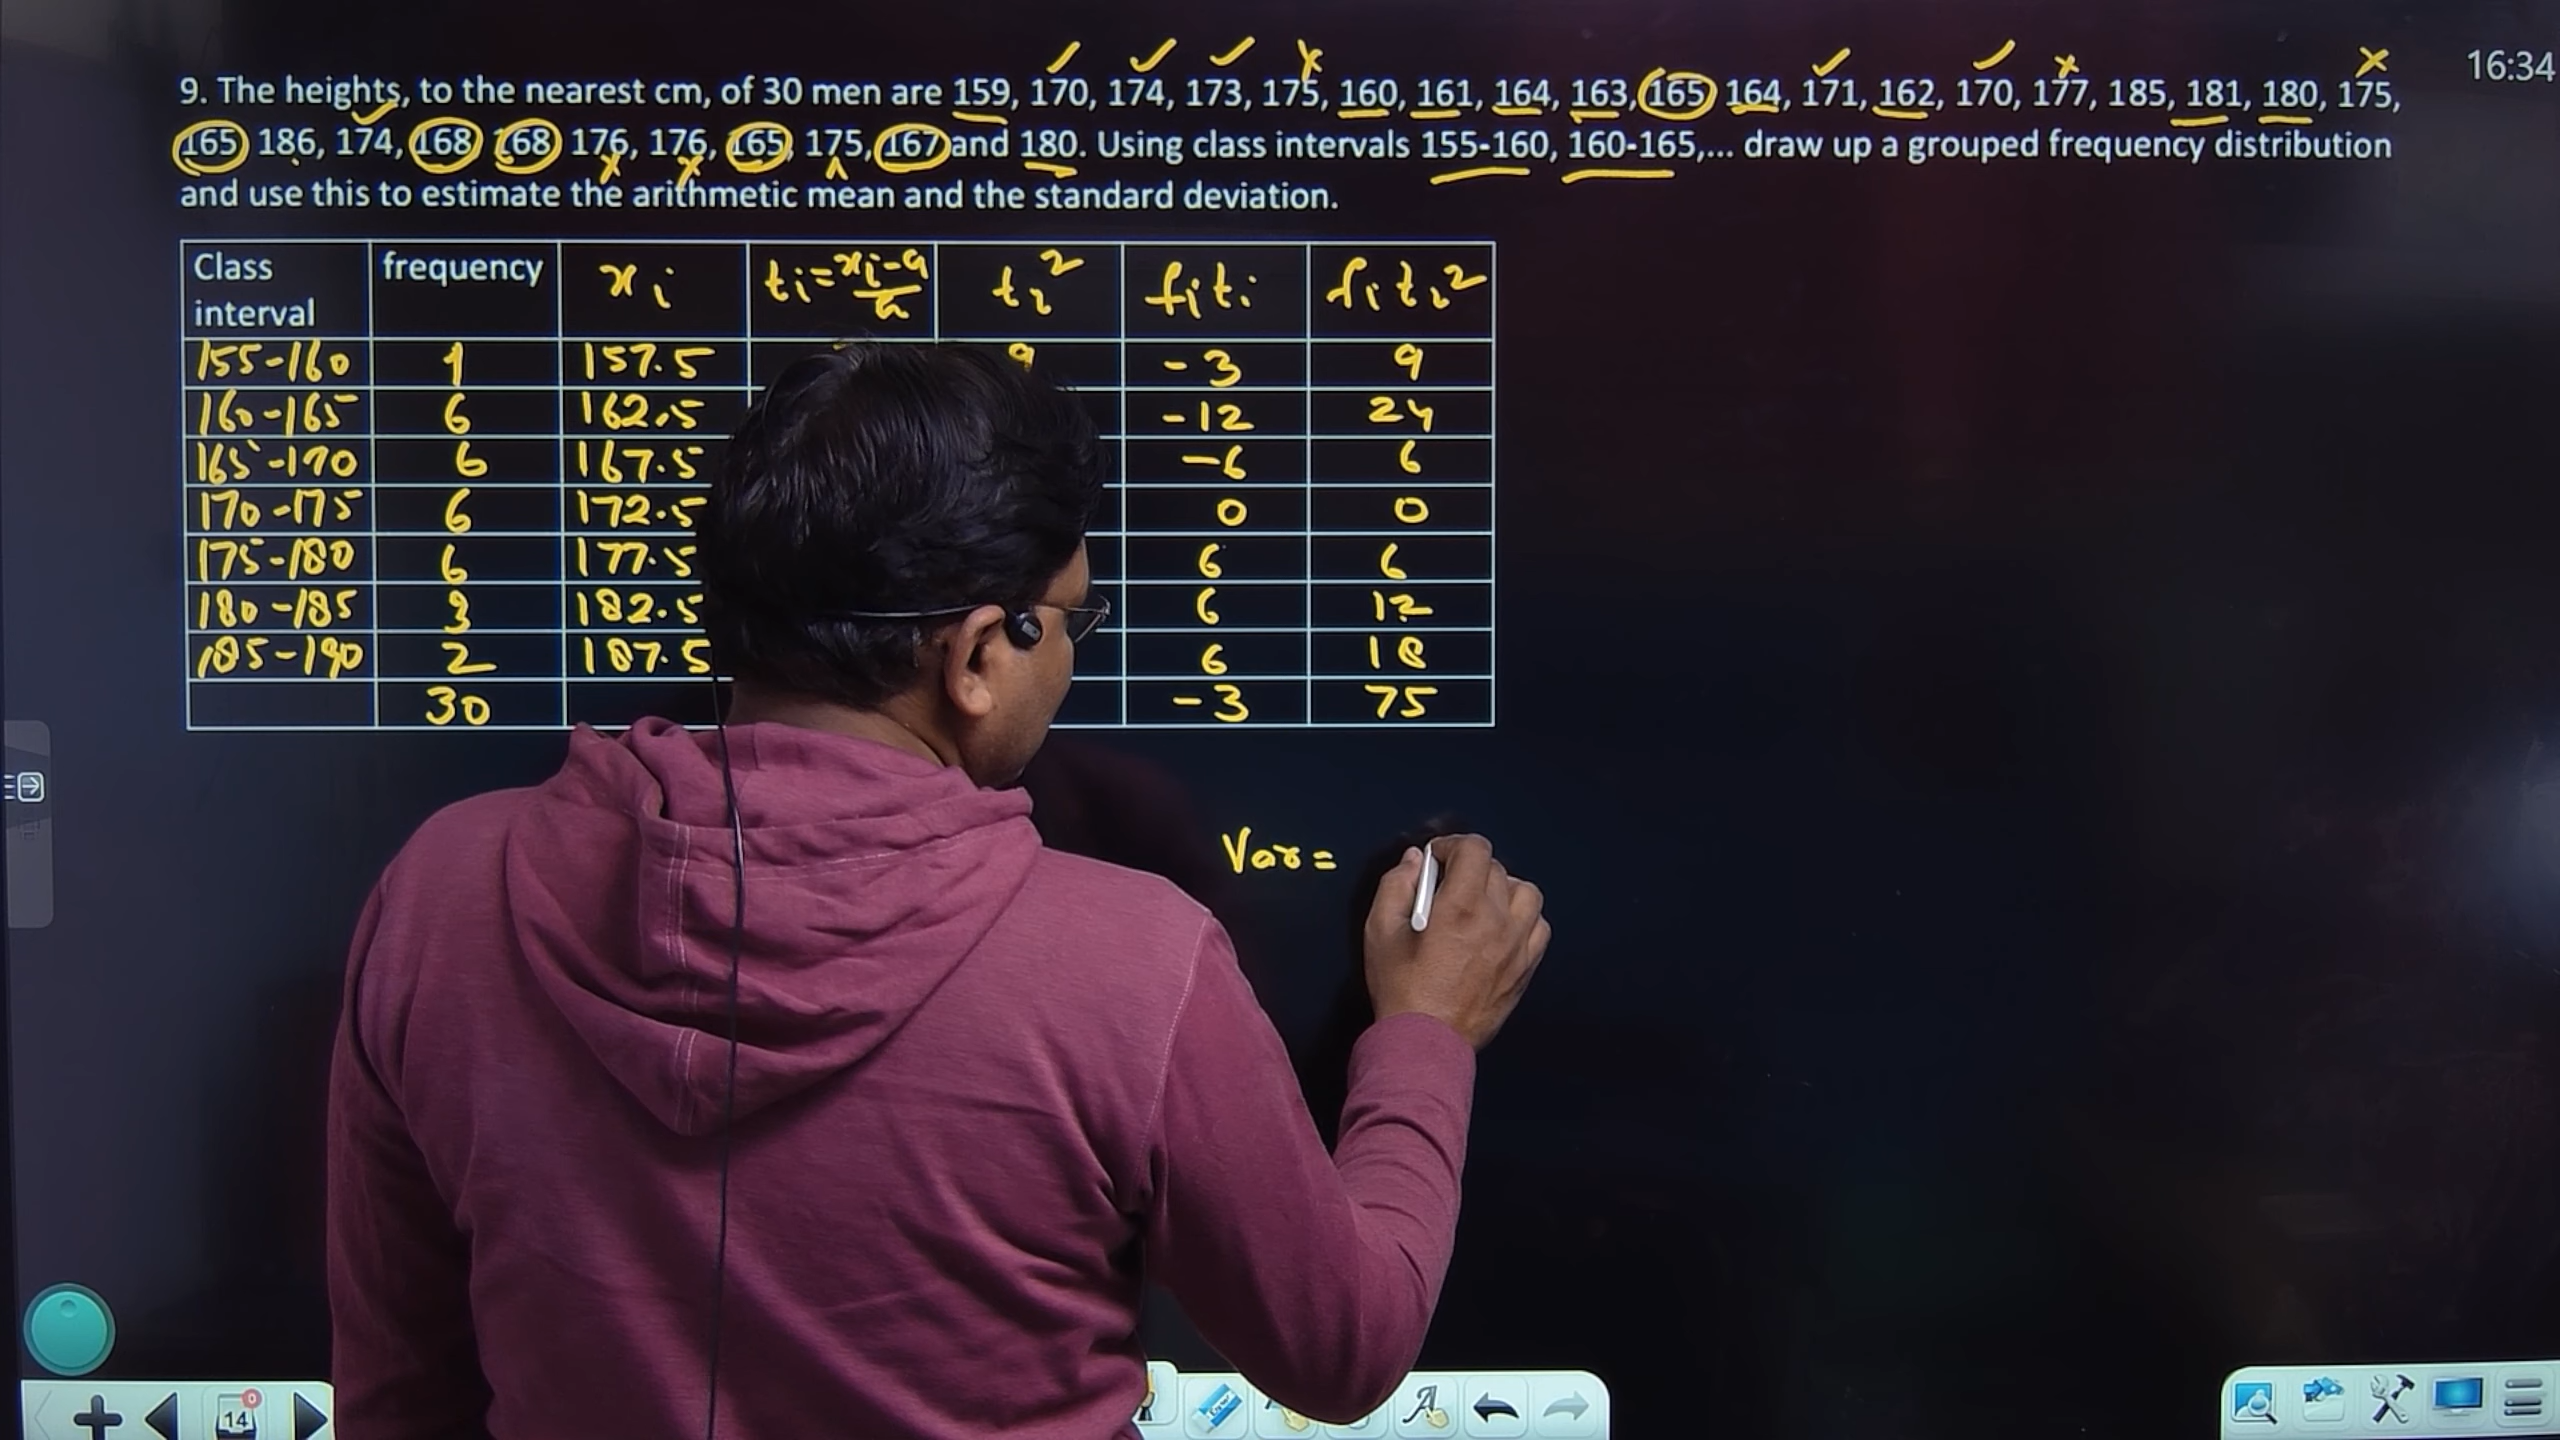 16:34
9. The heights, to the nearest cm, of 30 men are 159, 170, 174, 173, 175, 160, 161, 164, 163, 165 164, 171, 162, 170, 177, 185, 181, 180, 175,
165 186, 174, 168 168 176, 176, 165, 175, 167 and 180. Using class intervals 155-160, 160-165,... draw up a grouped frequency distribution
and use this to estimate the arithmetic mean and the standard deviation.
Class interval frequency xi ti = xi-a/h ti² fiti fiti²
155-160 1 157.5 9 -3 9
160-165 6 162.5 -12 24
165-170 6 167.5 -6 6
170-175 6 172.5 0 0
175-180 6 177.5 6 6
180-185 3 182.5 6 12
185-190 2 187.5 6 18
30 -3 75
Var =
14
0
A